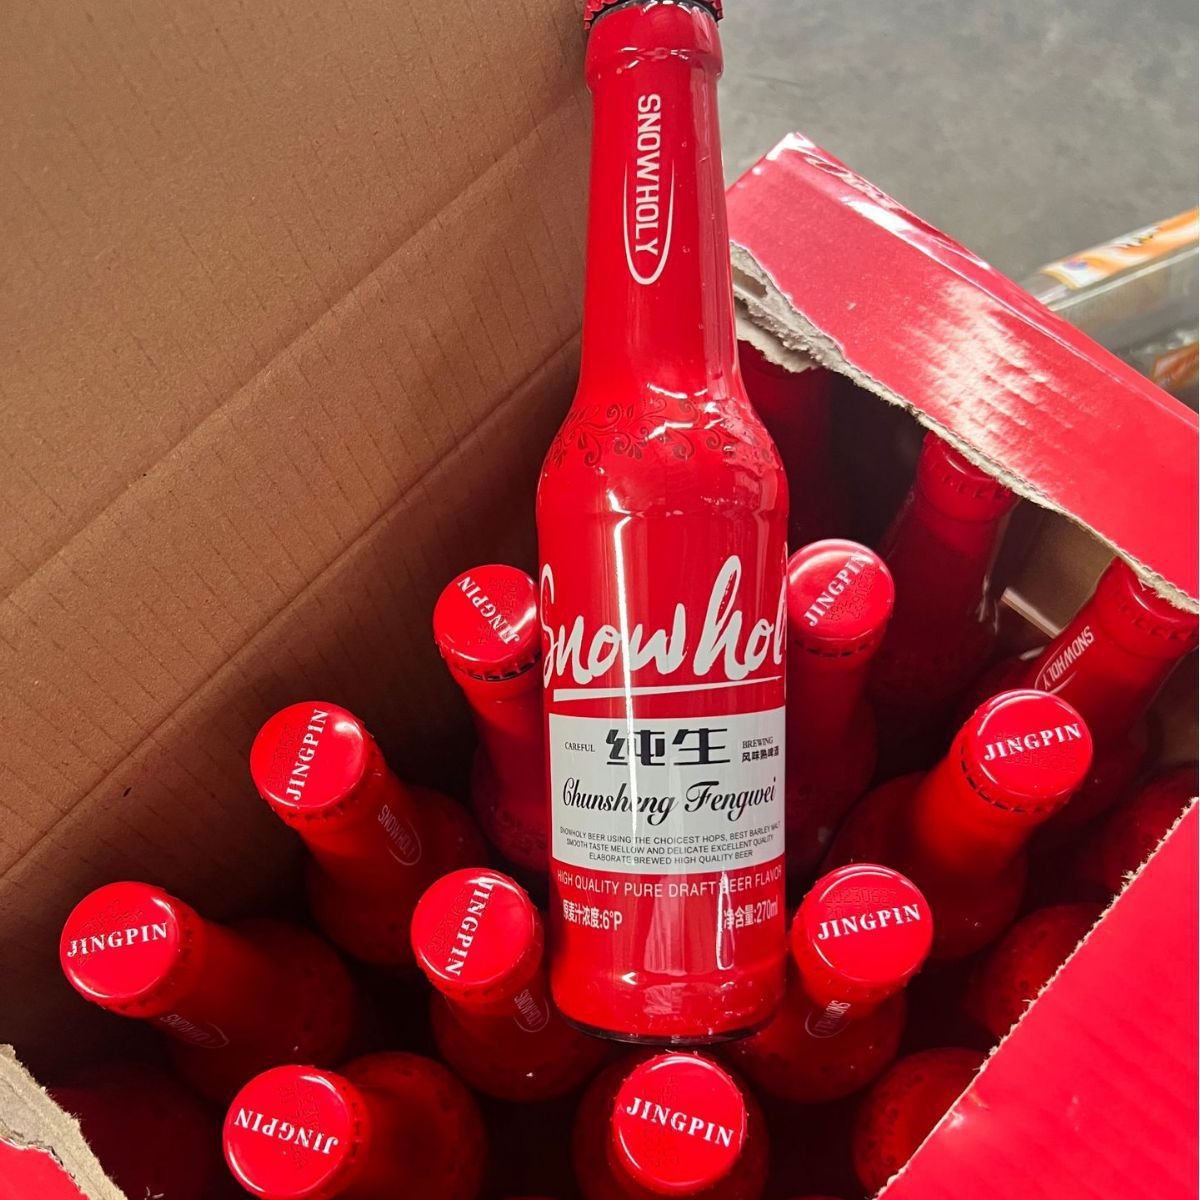 SNOWHOLY
Snowhol
CAREFUL 纯生 BREWING
风味熟啤酒
Chunsheng Fengwei
SNOWHOLY BEER USING THE CHOICEST HOPS, BEST BARLEY MALT
SMOOTH TASTE MELLOW AND DELICATE EXCELLENT QUALITY
ELABORATE BREWED HIGH QUALITY BEER
HIGH QUALITY PURE DRAFT BEER FLAVOR
原麦汁浓度:6°P 净含量:270ml
JINGPIN
JINGPIN
SNOWHOLY
JINGPIN
SNOWHOLY
JINGPIN
JINGPIN
SNOWHOLY
JINGPIN
SNOWHOLY
JINGPIN
JINGPIN
JINGPIN